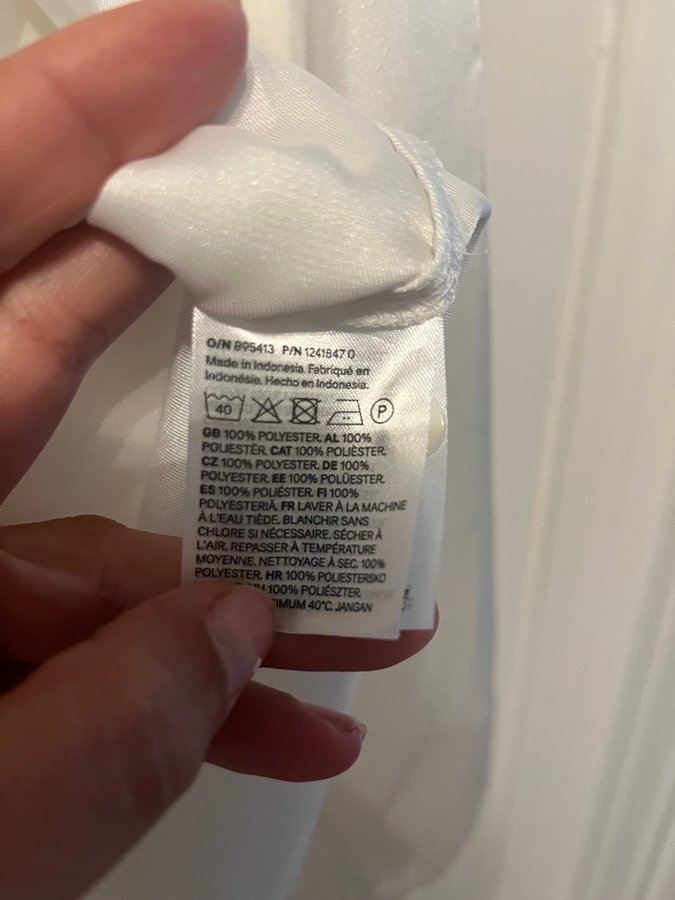 O/N 895413 P/N 1241847 0
Made in Indonesia. Fabriqué en
Indonésie. Hecho en Indonesia.
40 P
GB 100% POLYESTER. AL 100%
POLIESTËR. CAT 100% POLIÈSTER.
CZ 100% POLYESTER. DE 100%
POLYESTER. EE 100% POLÜESTER.
ES 100% POLIÉSTER. FI 100%
POLYESTERIÄ. FR LAVER À LA MACHINE
À L'EAU TIÈDE. BLANCHIR SANS
CHLORE SI NÉCESSAIRE. SÉCHER À
L'AIR. REPASSER À TEMPÉRATURE
MOYENNE. NETTOYAGE À SEC. 100%
POLYESTER. HR 100% POLIESTERSKO
100% POLIÉSZTER.
40°C. JANGAN